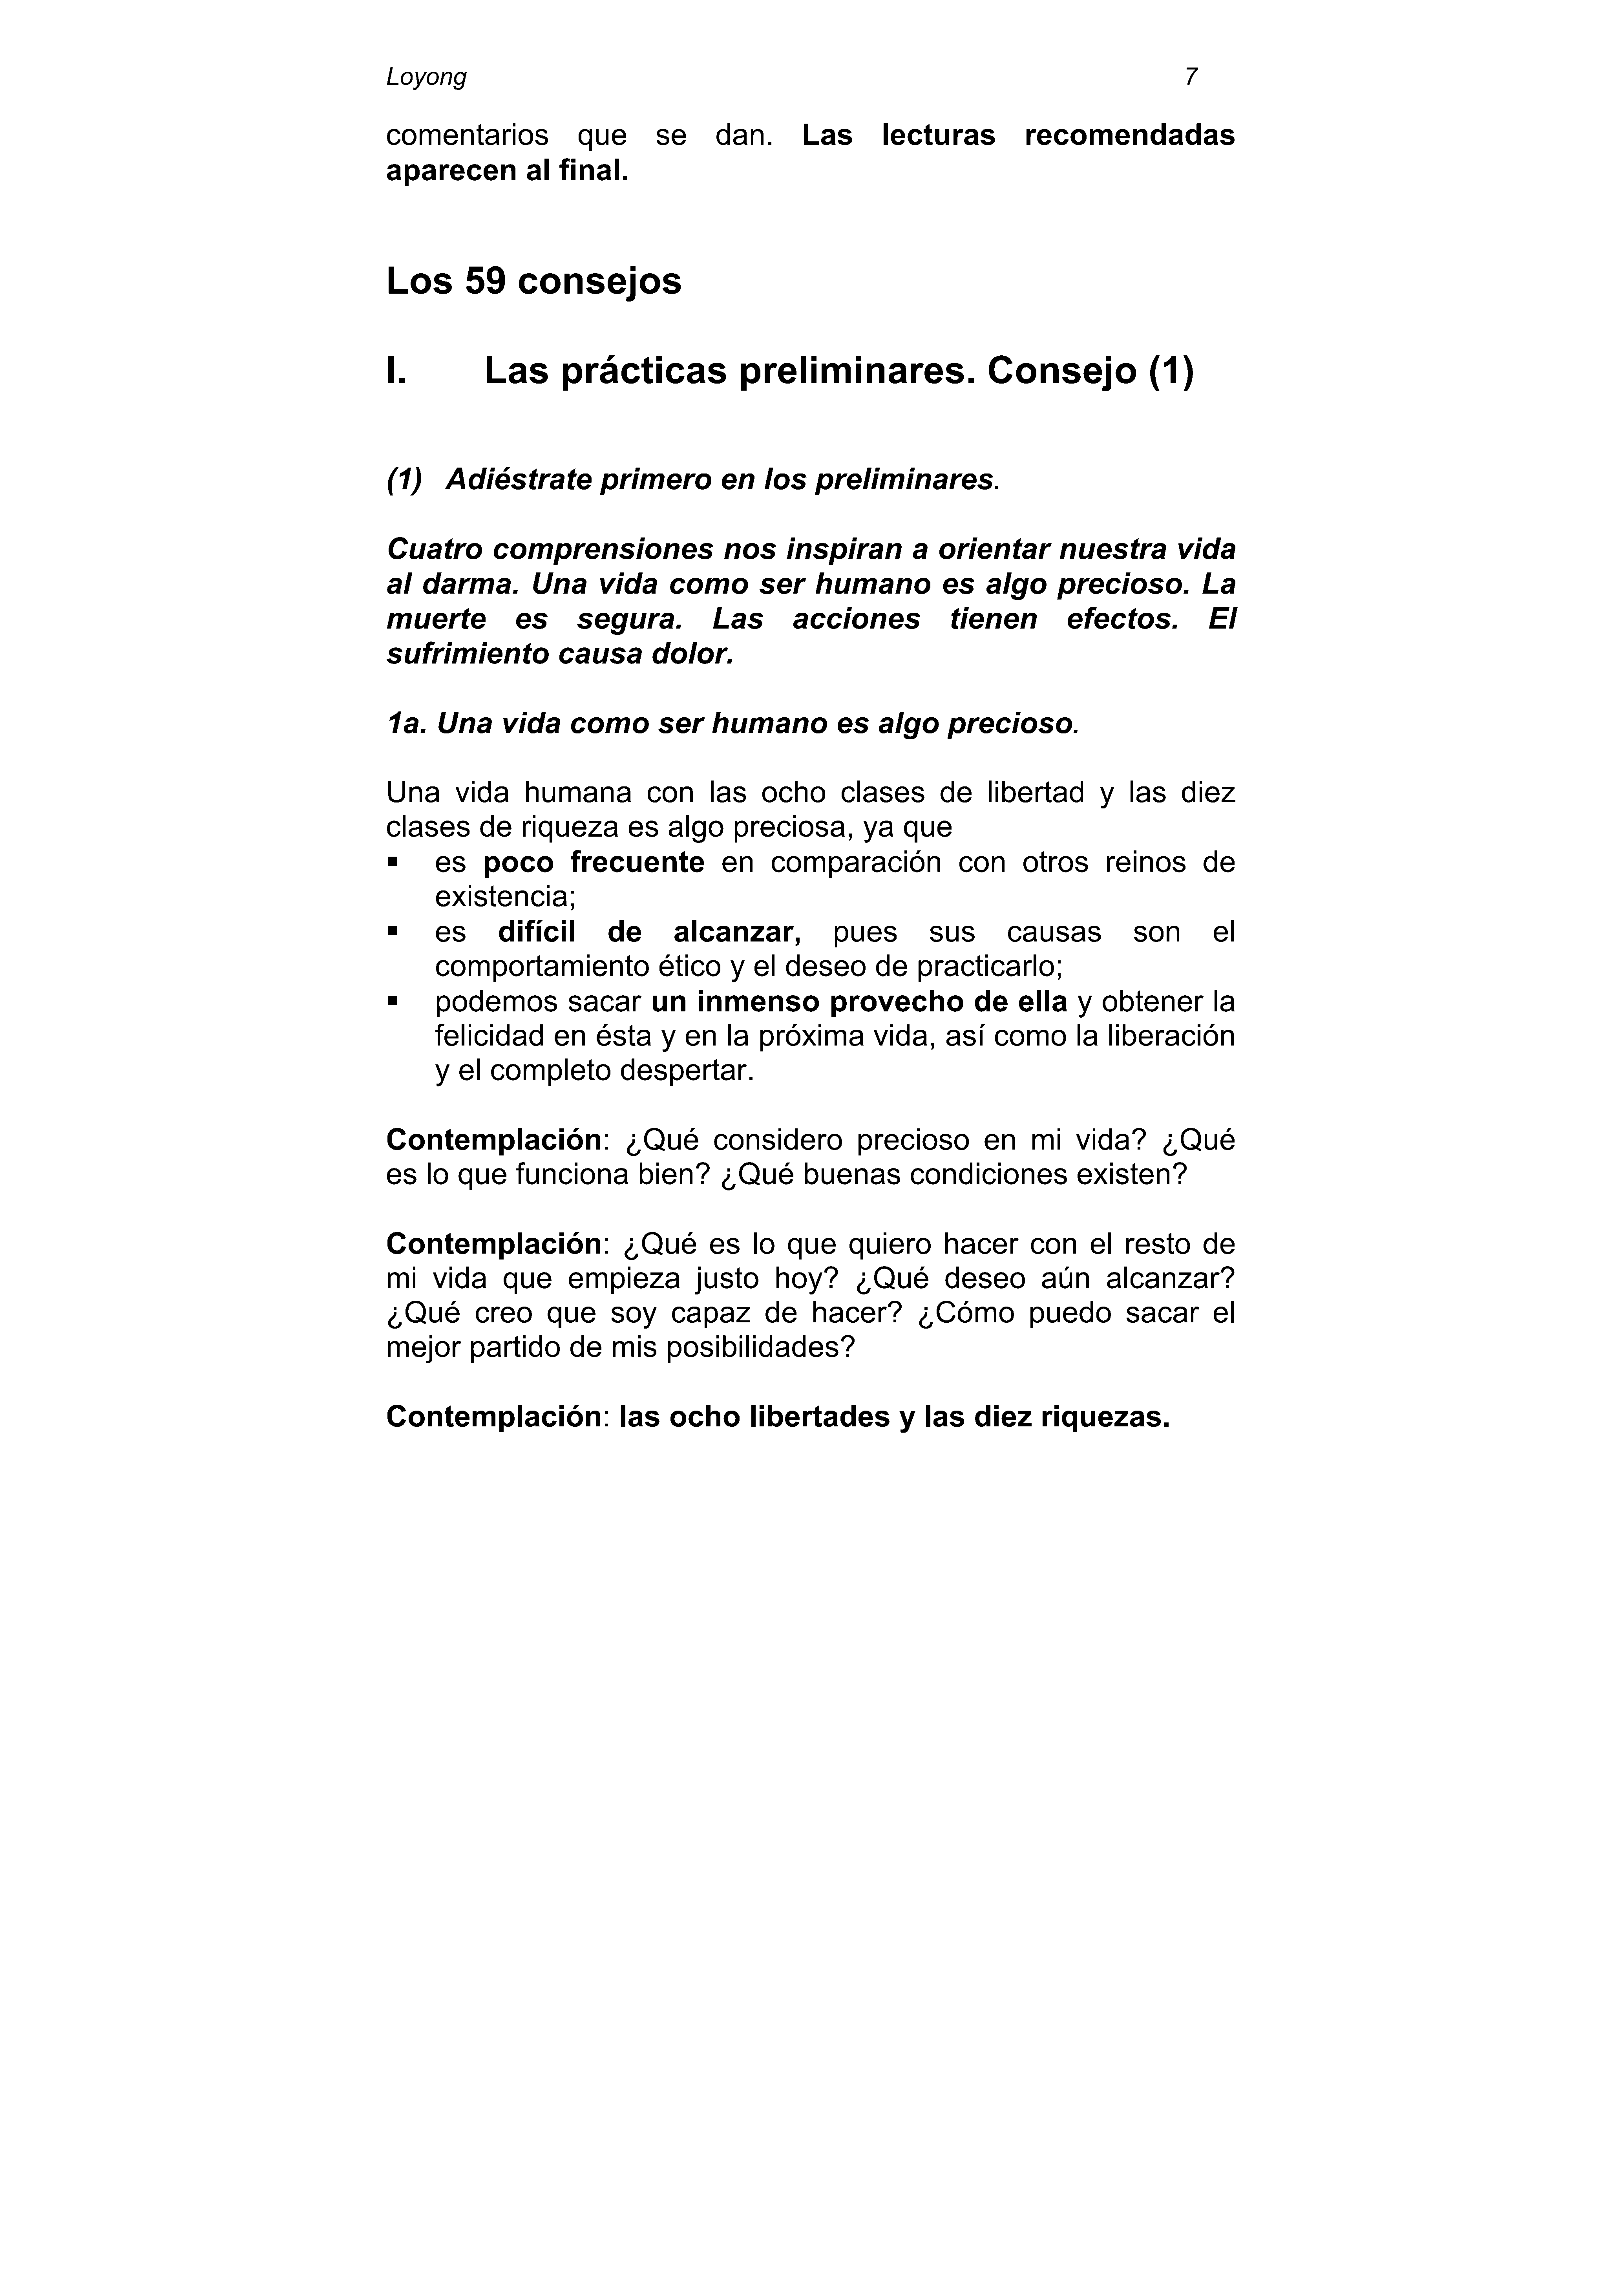 Loyong 7
comentarios que se dan. Las lecturas recomendadas
aparecen al final.
Los 59 consejos
I. Las prácticas preliminares. Consejo (1)
(1) Adiéstrate primero en los preliminares.
Cuatro comprensiones nos inspiran a orientar nuestra vida
al darma. Una vida como ser humano es algo precioso. La
muerte es segura. Las acciones tienen efectos. El
sufrimiento causa dolor.
1a. Una vida como ser humano es algo precioso.
Una vida humana con las ocho clases de libertad y las diez
clases de riqueza es algo preciosa, ya que
▪ es poco frecuente en comparación con otros reinos de
existencia;
▪ es difícil de alcanzar, pues sus causas son el
comportamiento ético y el deseo de practicarlo;
▪ podemos sacar un inmenso provecho de ella y obtener la
felicidad en ésta y en la próxima vida, así como la liberación
y el completo despertar.
Contemplación: ¿Qué considero precioso en mi vida? ¿Qué
es lo que funciona bien? ¿Qué buenas condiciones existen?
Contemplación: ¿Qué es lo que quiero hacer con el resto de
mi vida que empieza justo hoy? ¿Qué deseo aún alcanzar?
¿Qué creo que soy capaz de hacer? ¿Cómo puedo sacar el
mejor partido de mis posibilidades?
Contemplación: las ocho libertades y las diez riquezas.